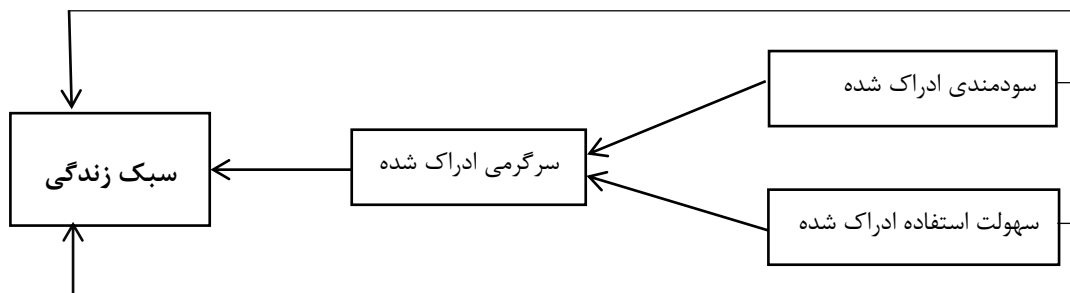 سودمندی ادراک شده
سرگرمی ادراک شده
سبک زندگی
سهولت استفاده ادراک شده